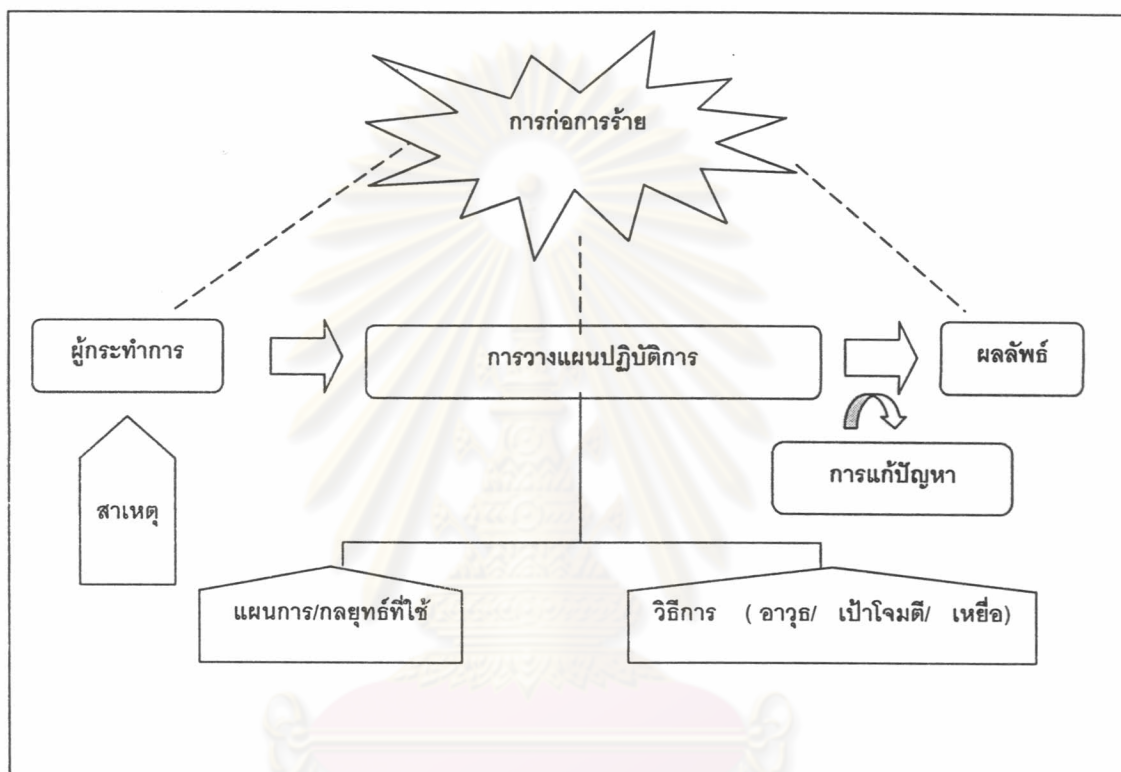 การก่อการร้าย
ผู้กระทำการ
การวางแผนปฏิบัติการ
ผลลัพธ์
การแก้ปัญหา
สาเหตุ
แผนการ/กลยุทธ์ที่ใช้
วิธีการ ( อาวุธ/ เป้าโจมตี/ เหยื่อ)